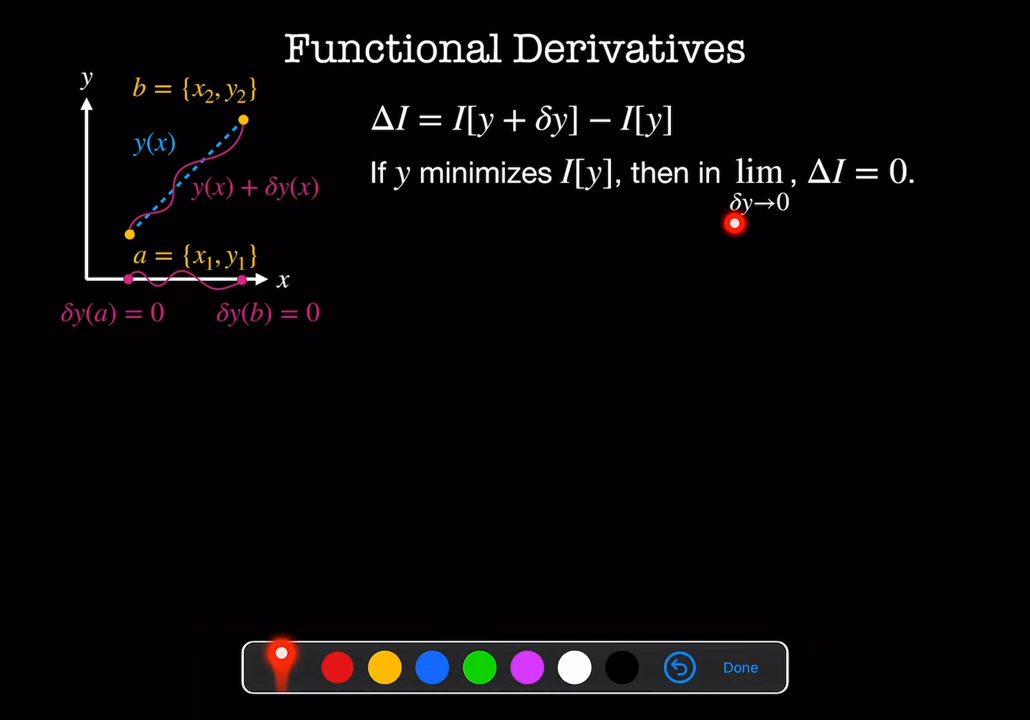 Functional Derivatives
y
b = {x₂, y₂}
y(x)
y(x) + δy(x)
a = {x₁, y₁}
x
δy(a) = 0 δy(b) = 0
ΔI = I[y + δy] − I[y]
If y minimizes I[y], then in lim, ΔI = 0.
δy→0
Done